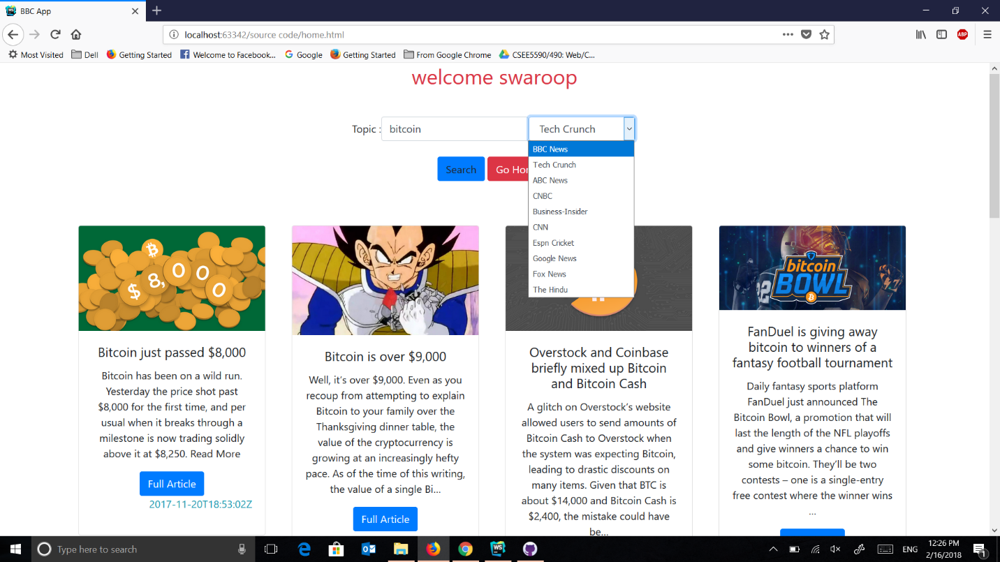 BBC App
localhost:63342/source code/home.html
Most Visited Dell Getting Started Welcome to Facebook... Google Getting Started From Google Chrome CSEE5590/490: Web/C...
ABP
welcome swaroop
Topic : bitcoin Tech Crunch
BBC News
Tech Crunch
ABC News
CNBC
Business-Insider
CNN
Espn Cricket
Google News
Fox News
The Hindu
Search Go Hor
$8,000
Bitcoin just passed $8,000
Bitcoin has been on a wild run.
Yesterday the price shot past
$8,000 for the first time, and per
usual when it breaks through a
milestone is now trading solidly
above it at $8,250. Read More
Full Article
2017-11-20T18:53:02Z
Bitcoin is over $9,000
Well, it's over $9,000. Even as you
recoup from attempting to explain
Bitcoin to your family over the
Thanksgiving dinner table, the
value of the cryptocurrency is
growing at an increasingly hefty
pace. As of the time of this writing,
the value of a single Bi...
Full Article
Overstock and Coinbase
briefly mixed up Bitcoin
and Bitcoin Cash
A glitch on Overstock's website
allowed users to send amounts of
Bitcoin Cash to Overstock when
the system was expecting Bitcoin,
leading to drastic discounts on
many items. Given that BTC is
about $14,000 and Bitcoin Cash is
$2,400, the mistake could have
be...
bitcoin
BOWL
22
FanDuel is giving away
bitcoin to winners of a
fantasy football tournament
Daily fantasy sports platform
FanDuel just announced The
Bitcoin Bowl, a promotion that will
last the length of the NFL playoffs
and give winners a chance to win
some bitcoin. They'll be two
contests – one is a single-entry
free contest where the winner wins
...
Type here to search
WS
ENG
12:26 PM
2/16/2018
1